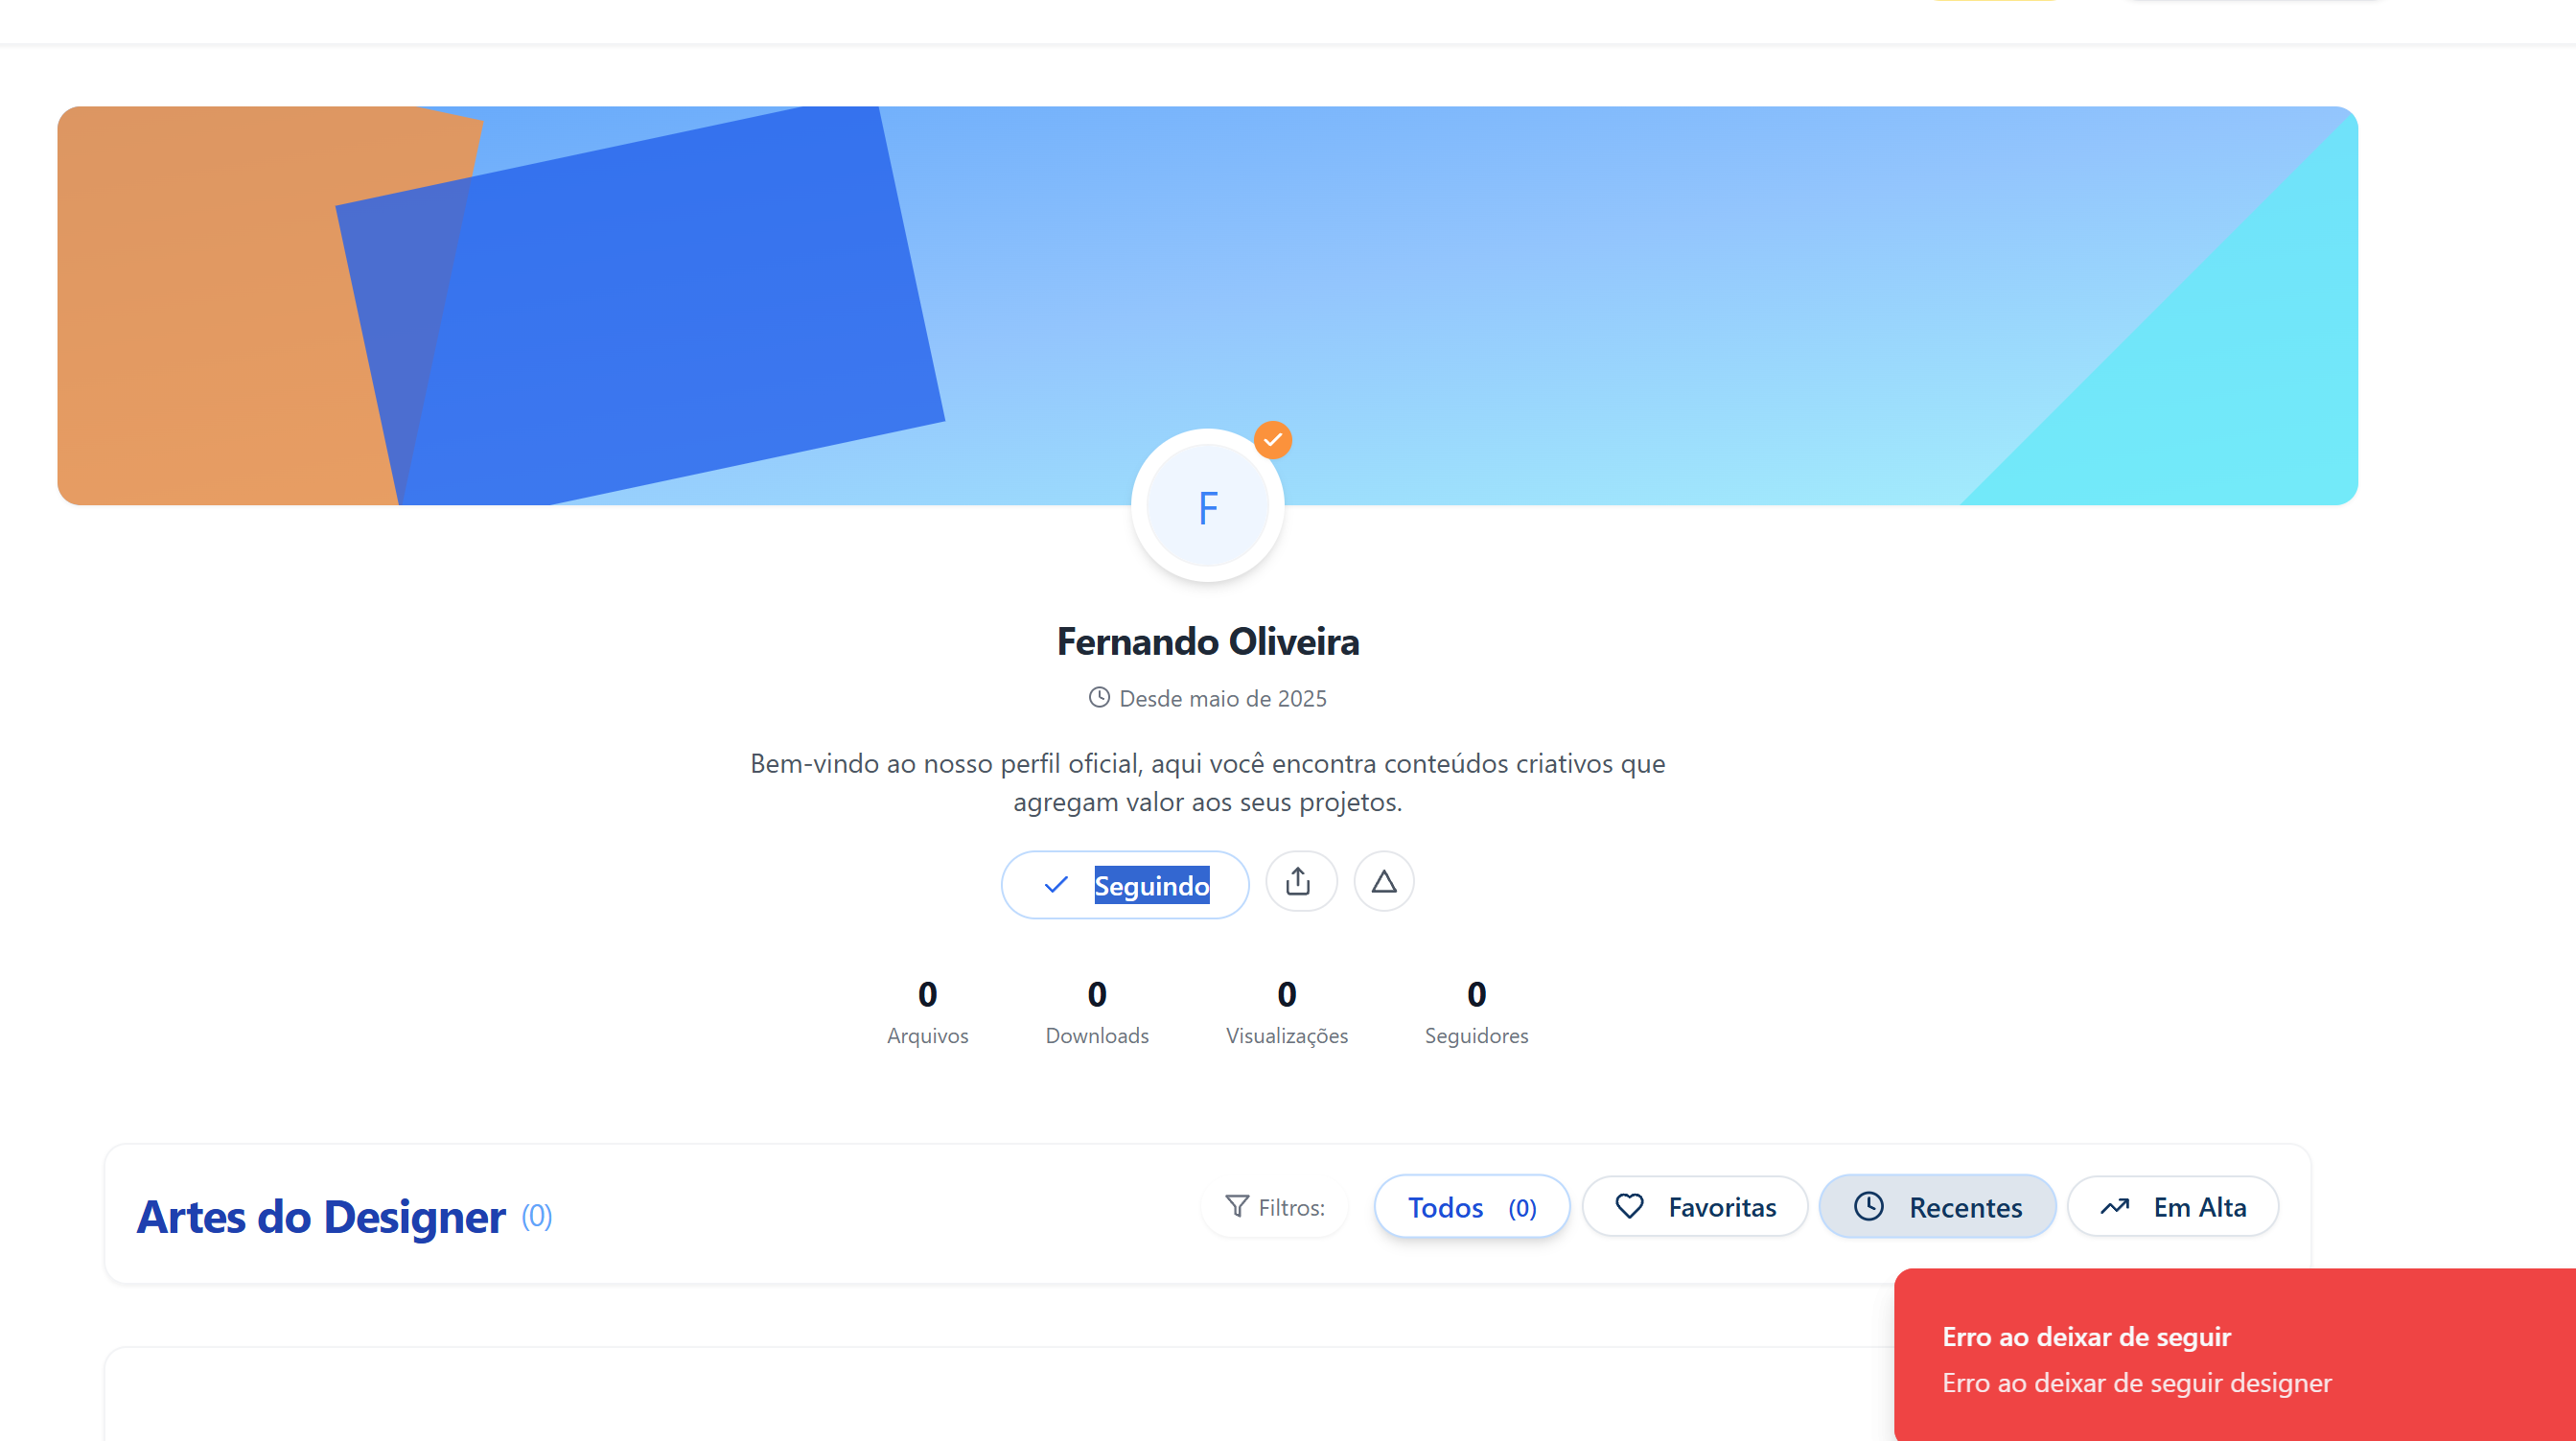 F
Fernando Oliveira
Desde maio de 2025
Bem-vindo ao nosso perfil oficial, aqui você encontra conteúdos criativos que
agregam valor aos seus projetos.
Seguindo
0 0 0 0
Arquivos Downloads Visualizações Seguidores
Artes do Designer (0) Filtros: Todos (0) Favoritas Recentes Em Alta
Erro ao deixar de seguir
Erro ao deixar de seguir designer